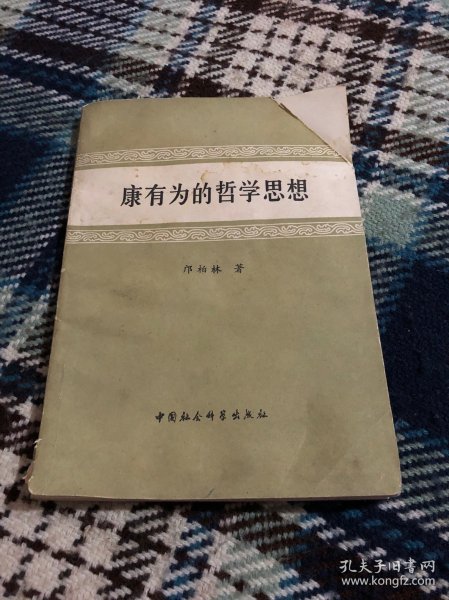 康有为的哲学思想
邝柏林 著
中国社会科学出版社
孔夫子旧书网
www.kongfz.com